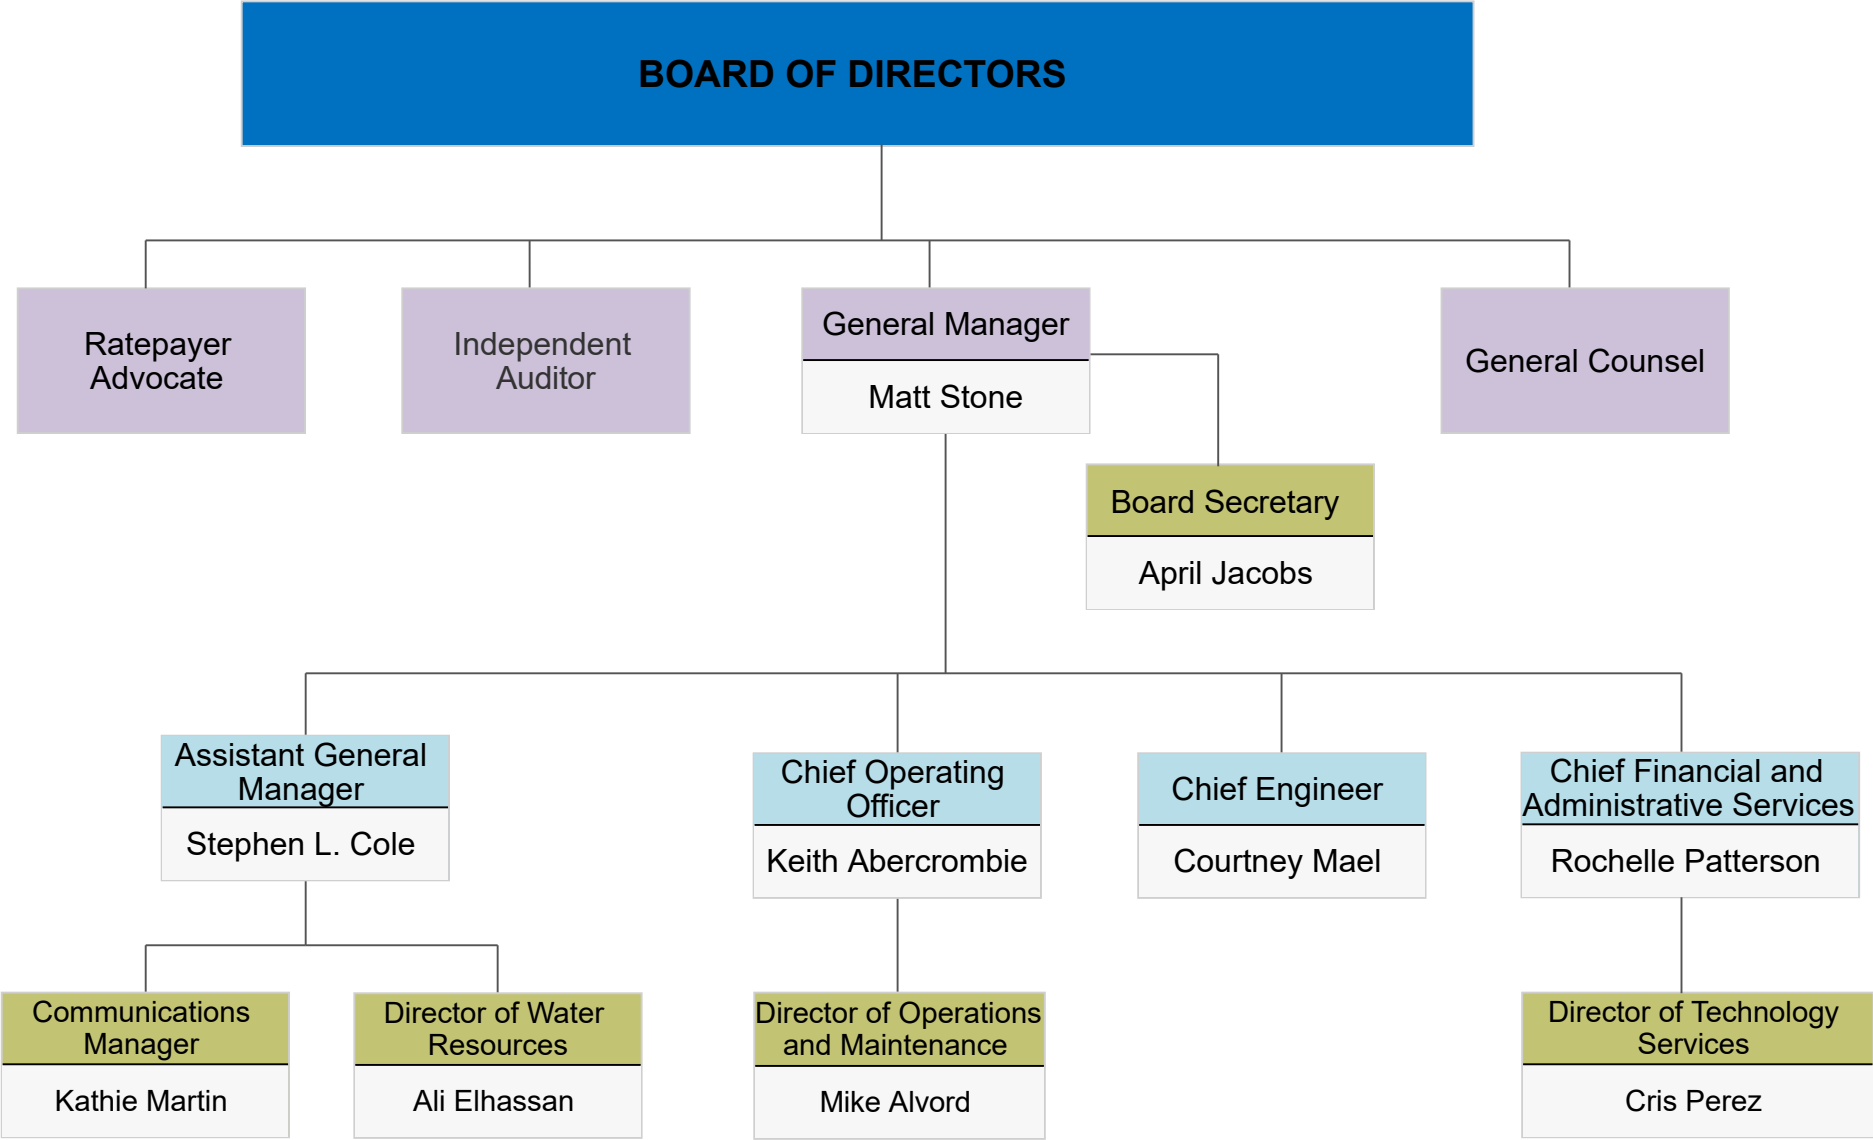 BOARD OF DIRECTORS
Ratepayer
Advocate
Independent
Auditor
General Manager
Matt Stone
General Counsel
Board Secretary
April Jacobs
Assistant General
Manager
Stephen L. Cole
Chief Operating
Officer
Keith Abercrombie
Chief Engineer
Courtney Mael
Chief Financial and
Administrative Services
Rochelle Patterson
Communications
Manager
Kathie Martin
Director of Water
Resources
Ali Elhassan
Director of Operations
and Maintenance
Mike Alvord
Director of Technology
Services
Cris Perez